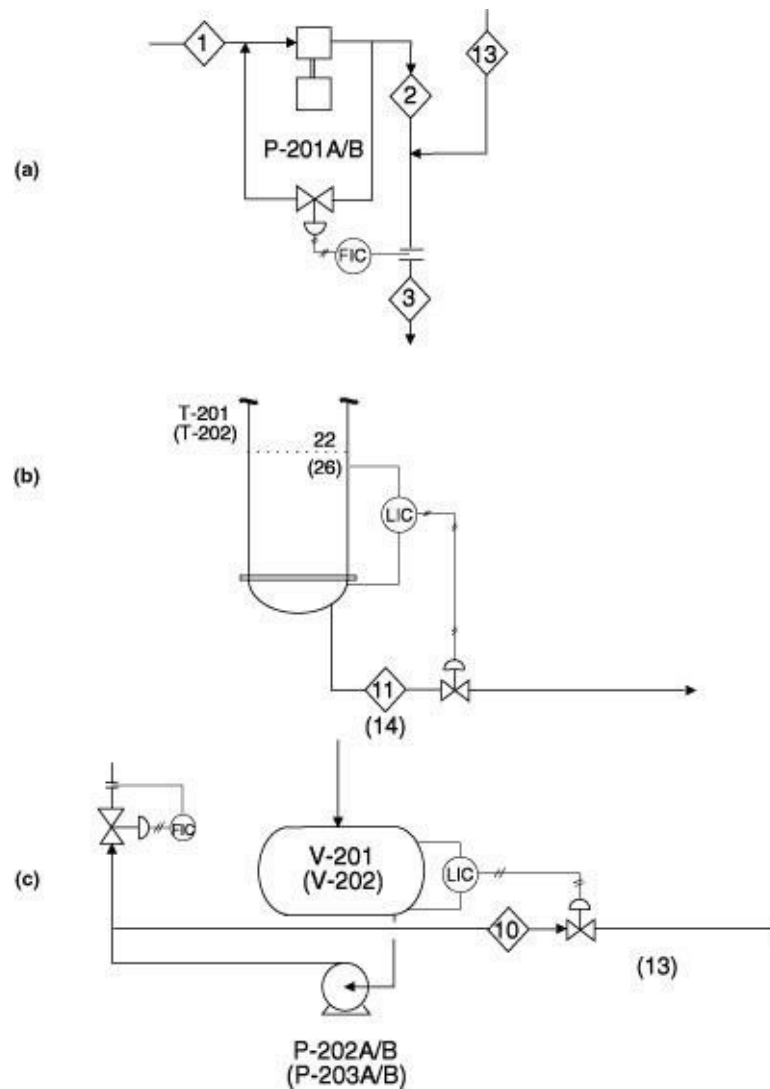 (a)
1
2
13
P-201A/B
FIC
3
(b)
T-201
(T-202)
22
(26)
LIC
11
(14)
(c)
FIC
V-201
(V-202)
LIC
10
(13)
P-202A/B
(P-203A/B)